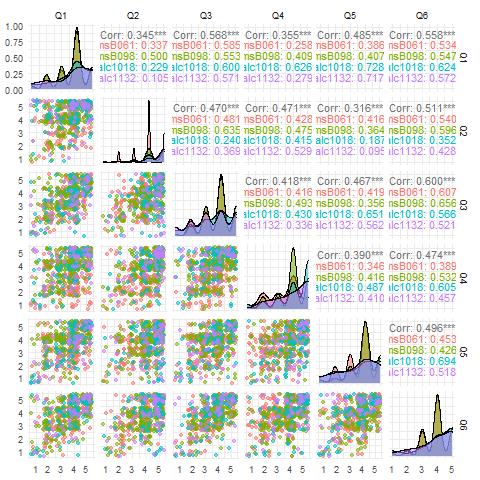 Q1 Q2 Q3 Q4 Q5 Q6
1.00
0.75
0.50
0.25
0.00
Corr: 0.345*** Corr: 0.568*** Corr: 0.355*** Corr: 0.485*** Corr: 0.558***
nsB061: 0.337 nsB061: 0.585 nsB061: 0.258 nsB061: 0.386 nsB061: 0.534
nsB098: 0.500 nsB098: 0.553 nsB098: 0.409 nsB098: 0.407 nsB098: 0.547
alc1018: 0.229 alc1018: 0.600 alc1018: 0.626 alc1018: 0.728 alc1018: 0.624
alc1132: 0.105 alc1132: 0.571 alc1132: 0.279 alc1132: 0.717 alc1132: 0.572
Q1
5
4
3
2
1
Corr: 0.470*** Corr: 0.471*** Corr: 0.316*** Corr: 0.511***
nsB061: 0.481 nsB061: 0.428 nsB061: 0.416 nsB061: 0.540
nsB098: 0.635 nsB098: 0.475 nsB098: 0.364 nsB098: 0.596
alc1018: 0.240 alc1018: 0.415 alc1018: 0.187 alc1018: 0.352
alc1132: 0.369 alc1132: 0.529 alc1132: 0.095 alc1132: 0.428
Q2
5
4
3
2
1
Corr: 0.418*** Corr: 0.467*** Corr: 0.600***
nsB061: 0.416 nsB061: 0.419 nsB061: 0.607
nsB098: 0.493 nsB098: 0.356 nsB098: 0.656
alc1018: 0.430 alc1018: 0.651 alc1018: 0.566
alc1132: 0.336 alc1132: 0.562 alc1132: 0.521
Q3
5
4
3
2
1
Corr: 0.390*** Corr: 0.474***
nsB061: 0.346 nsB061: 0.389
nsB098: 0.416 nsB098: 0.532
alc1018: 0.487 alc1018: 0.605
alc1132: 0.410 alc1132: 0.457
Q4
5
4
3
2
1
Corr: 0.496***
nsB061: 0.453
nsB098: 0.426
alc1018: 0.694
alc1132: 0.518
Q5
5
4
3
2
1
Q6
5
4
3
2
1
1 2 3 4 5 1 2 3 4 5 1 2 3 4 5 1 2 3 4 5 1 2 3 4 5 1 2 3 4 5